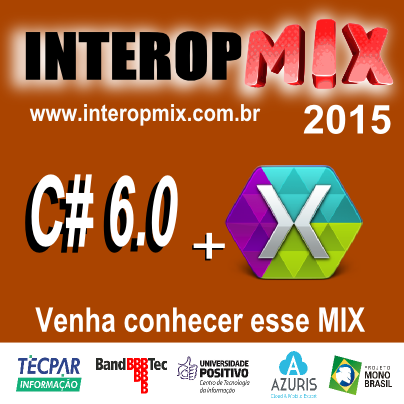 INTEROPMIX
www.interopmix.com.br 2015
C# 6.0 + X
Venha conhecer esse MIX
TECPAR
INFORMAÇÃO
BandTec
UNIVERSIDADE
POSITIVO
Centro de Tecnologia
da Informação
AZURIS
PROJETO
MONO
BRASIL